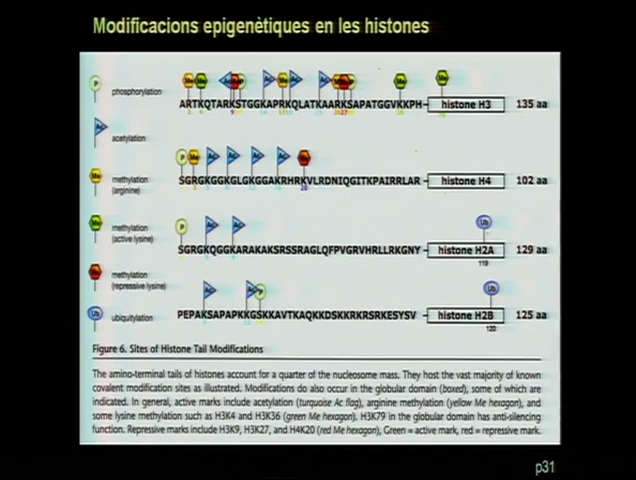 Modificacions epigenètiques en les histones
P
phosphorylation
ARTKQTARKSTGGKAPRKQLATKAARKSAPATGGVKKPH
histone H3
135 aa
Ac
acetylation
Me
methylation
(arginine)
SGRGKGGKGLGKGGAKRHRKVLRDNIQGITKPAIRRLAR
histone H4
102 aa
Me
methylation
(active lysine)
SGRGKQGGKARAKAKSRSSRAGLQFPVGRVHRLLRKGNY
histone H2A
129 aa
119
Me
methylation
(repressive lysine)
Ub
ubiquitylation
PEPAKSAPAPKKGSKKAVTKAQKKDSKKRKRSRKESYSV
histone H2B
125 aa
120
Figure 6. Sites of Histone Tail Modifications
The amino-terminal tails of histones account for a quarter of the nucleosome mass. They host the vast majority of known
covalent modification sites as illustrated. Modifications do also occur in the globular domain (boxed), some of which are
indicated. In general, active marks include acetylation (turquoise Ac flag), arginine methylation (yellow Me hexagon), and
some lysine methylation such as H3K4 and H3K36 (green Me hexagon). H3K79 in the globular domain has anti-silencing
function. Repressive marks include H3K9, H3K27, and H4K20 (red Me hexagon), Green = active mark, red = repressive mark.
p31